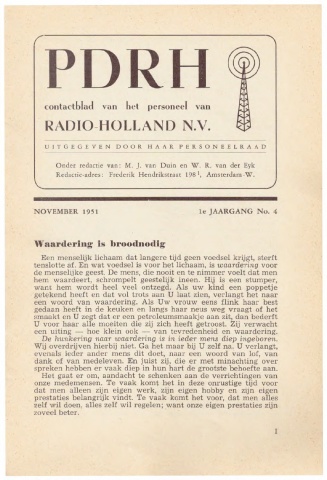 PDRH
contactblad van het personeel van
RADIO-HOLLAND N.V.
UITGEGEVEN DOOR HAAR PERSONEELRAAD
Onder redactie van: M. J. van Duin en W. R. van der Eyk
Redactie-adres: Frederik Hendrikstraat 198¹, Amsterdam-W.
NOVEMBER 1951 1e JAARGANG No. 4
Waardering is broodnodig
Een menselijk lichaam dat langere tijd geen voedsel krijgt, sterft
tenslotte af. En wat voedsel is voor het lichaam, is waardering voor
de menselijke geest. De mens, die nooit en te nimmer voelt dat men
hem waardeert, schrompelt geestelijk ineen. Hij is een stumper,
want hem wordt heel veel ontzegd. Als uw kind een poppetje
getekend heeft en dat vol trots aan U laat zien, verlangt het naar
een woord van waardering. Als Uw vrouw eens flink haar best
gedaan heeft in de keuken en langs haar neus weg vraagt of het
smaakt en U zegt dat er een petroleumsmaakje aan zit, dan bederft
U voor haar alle moeiten die zij zich heeft getroost. Zij verwacht
een uiting — hoe klein ook — van tevredenheid en waardering.
De hunkering naar waardering is in ieder mens diep ingeboren.
Wij overdrijven hierbij niet. Ga het maar bij U zelf na. U verlangt,
evenals ieder ander mens dit doet, naar een woord van lof, van
dank of van medeleven. En juist zij, die er met minachting over
spreken hebben er vaak diep in hun hart de grootste behoefte aan.
Het gaat er om, aandacht te schenken aan de verrichtingen van
onze medemensen. Te vaak komt het in deze onrustige tijd voor
dat men alleen zijn eigen werk, zijn eigen hobby en zijn eigen
prestaties belangrijk vindt. Te vaak komt het voor, dat men alles
zelf wil doen, alles zelf wil regelen; want onze eigen prestaties zijn
zoveel beter.
1